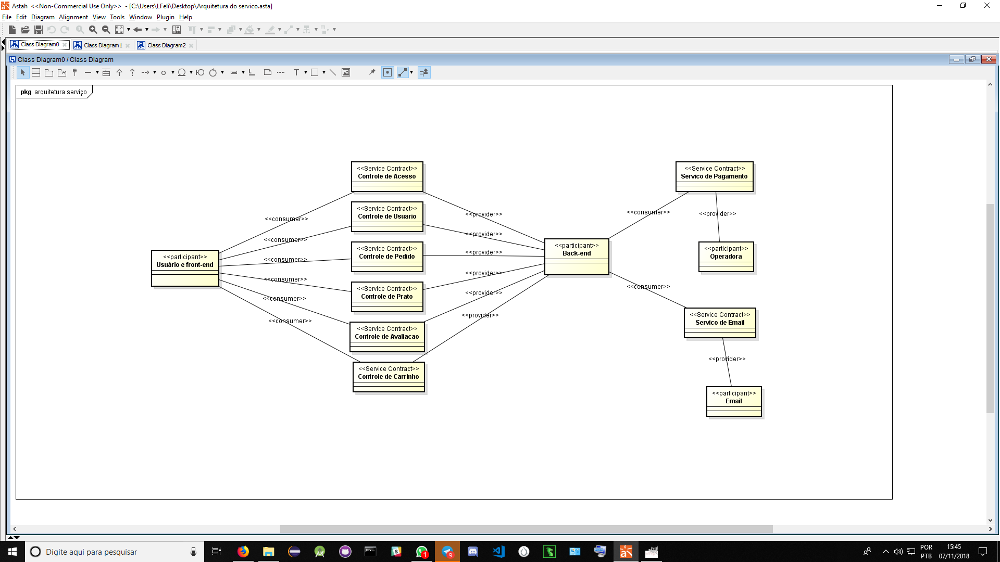 Astah <<Non-Commercial Use Only>> - [C:\Users\LFeli\Desktop\Arquitetura do servico.asta]
File Edit Diagram Alignment View Tools Window Plugin Help
Class Diagram0 Class Diagram1 Class Diagram2
Class Diagram0 / Class Diagram
T
pkg arquitetura serviço
<<participant>>
Usuário e front-end
<<consumer>>
<<consumer>>
<<consumer>>
<<consumer>>
<<consumer>>
<<consumer>>
<<Service Contract>>
Controle de Acesso
<<Service Contract>>
Controle de Usuario
<<Service Contract>>
Controle de Pedido
<<Service Contract>>
Controle de Prato
<<Service Contract>>
Controle de Avaliacao
<<Service Contract>>
Controle de Carrinho
<<provider>>
<<provider>>
<<provider>>
<<provider>>
<<provider>>
<<provider>>
<<participant>>
Back-end
<<consumer>>
<<consumer>>
<<Service Contract>>
Servico de Pagamento
<<provider>>
<<participant>>
Operadora
<<Service Contract>>
Servico de Email
<<provider>>
<<participant>>
Email
Digite aqui para pesquisar
1
9
POR
PTB
15:45
07/11/2018